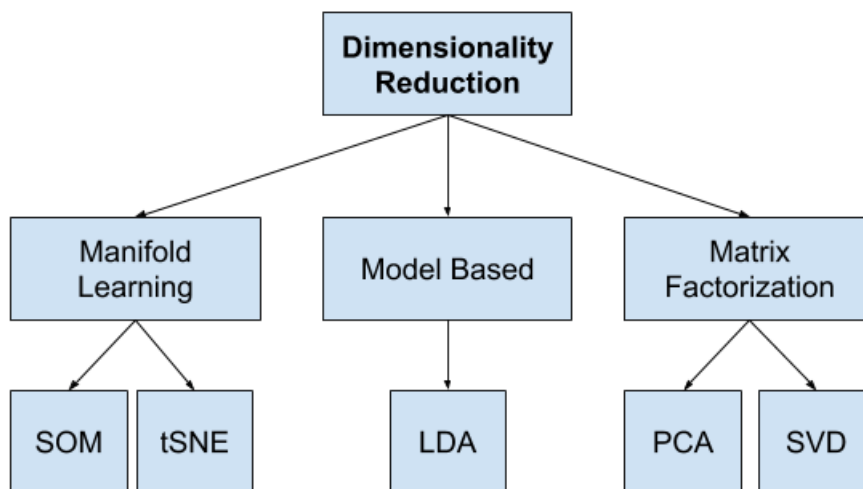 Dimensionality
Reduction
Manifold
Learning
Model Based
Matrix
Factorization
SOM
tSNE
LDA
PCA
SVD